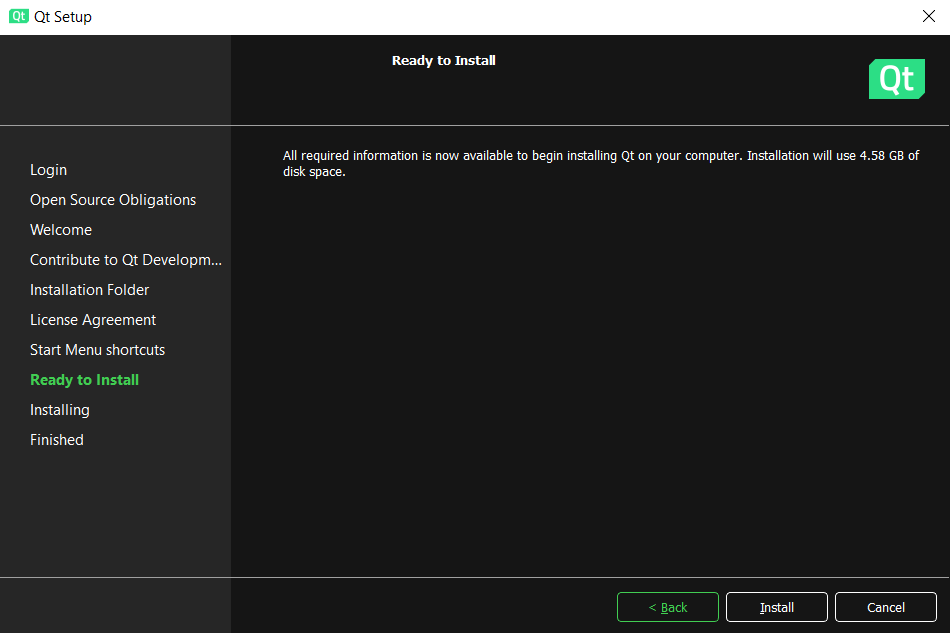 Qt Qt Setup
Ready to Install
Qt
All required information is now available to begin installing Qt on your computer. Installation will use 4.58 GB of
disk space.
Login
Open Source Obligations
Welcome
Contribute to Qt Developm...
Installation Folder
License Agreement
Start Menu shortcuts
Ready to Install
Installing
Finished
< Back
Install
Cancel